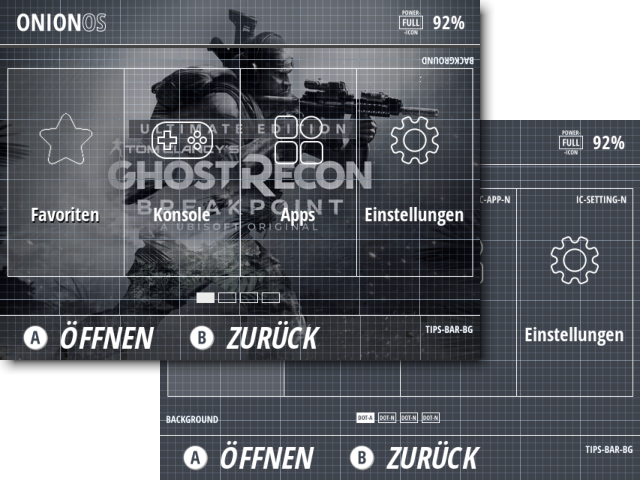 ONIONOS
POWER-
FULL
-ICON
92%
BACKGROUND
ULTIMATE EDITION
TOM CLANCY'S
GHOST RECON
BREAKPOINT
A UBISOFT ORIGINAL
Favoriten
Konsole
Apps
Einstellungen
A ÖFFNEN
B ZURÜCK
TIPS-BAR-BG
POWER-
FULL
-ICON
92%
C-APP-N
IC-SETTING-N
Einstellungen
BACKGROUND
DOT-A
DOT-N
DOT-N
DOT-N
A ÖFFNEN
B ZURÜCK
TIPS-BAR-BG